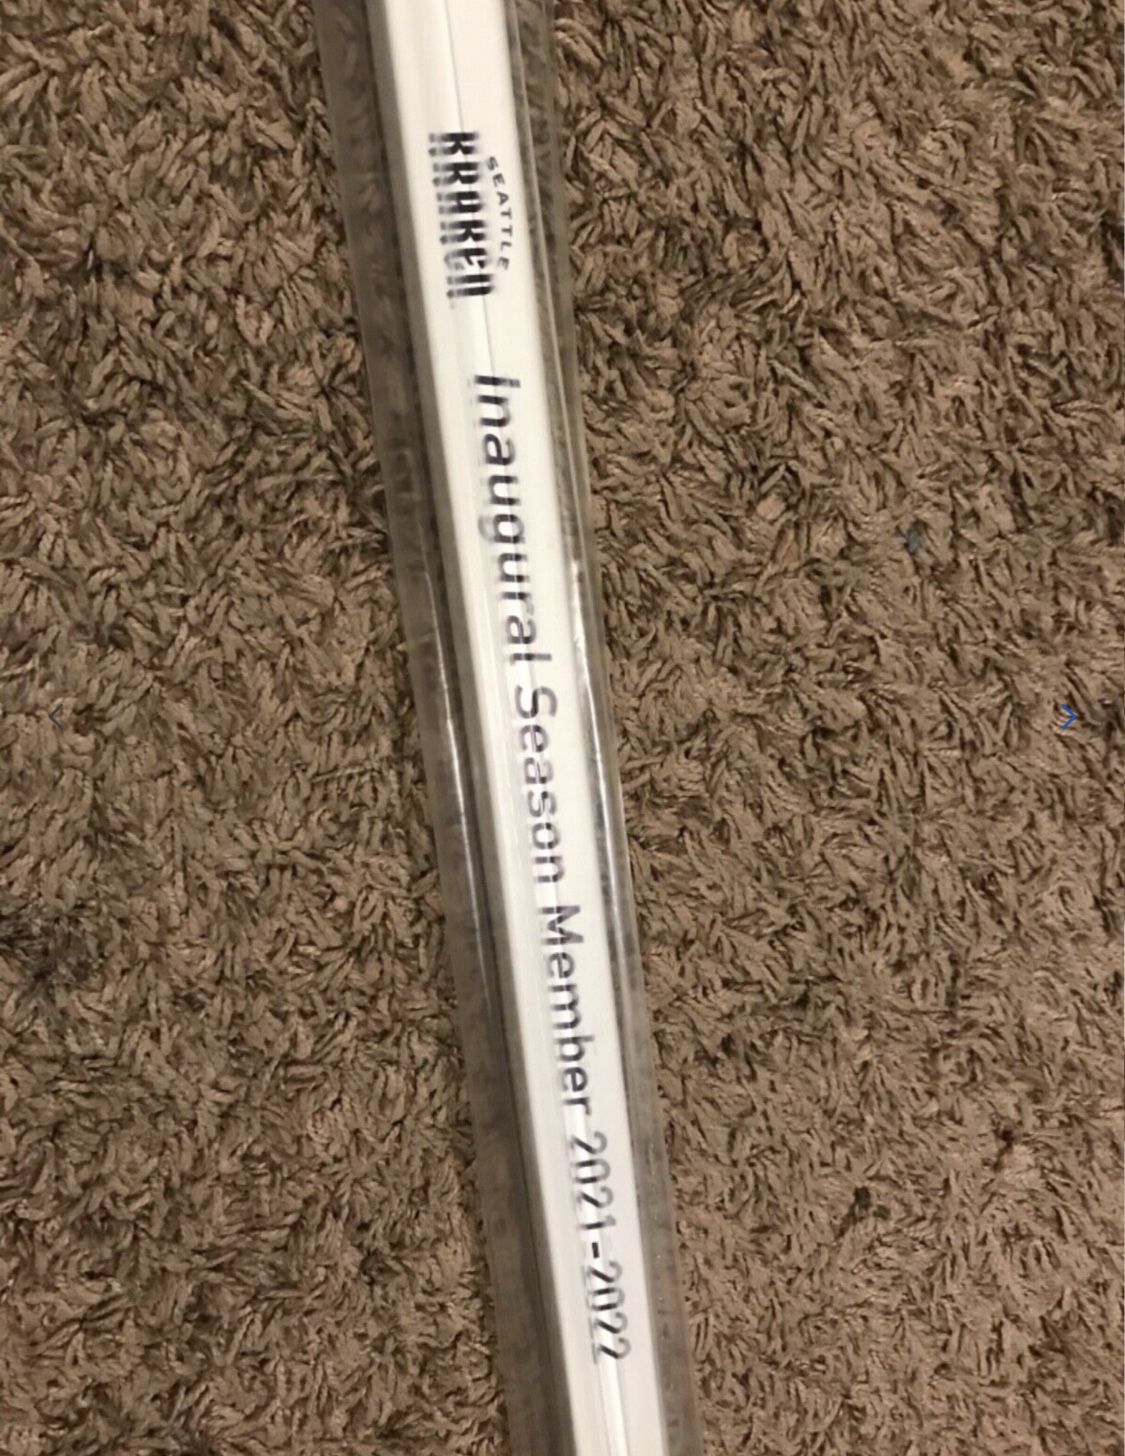 SEATTLE
KRAKEN
Inaugural Season Member 2021-2022